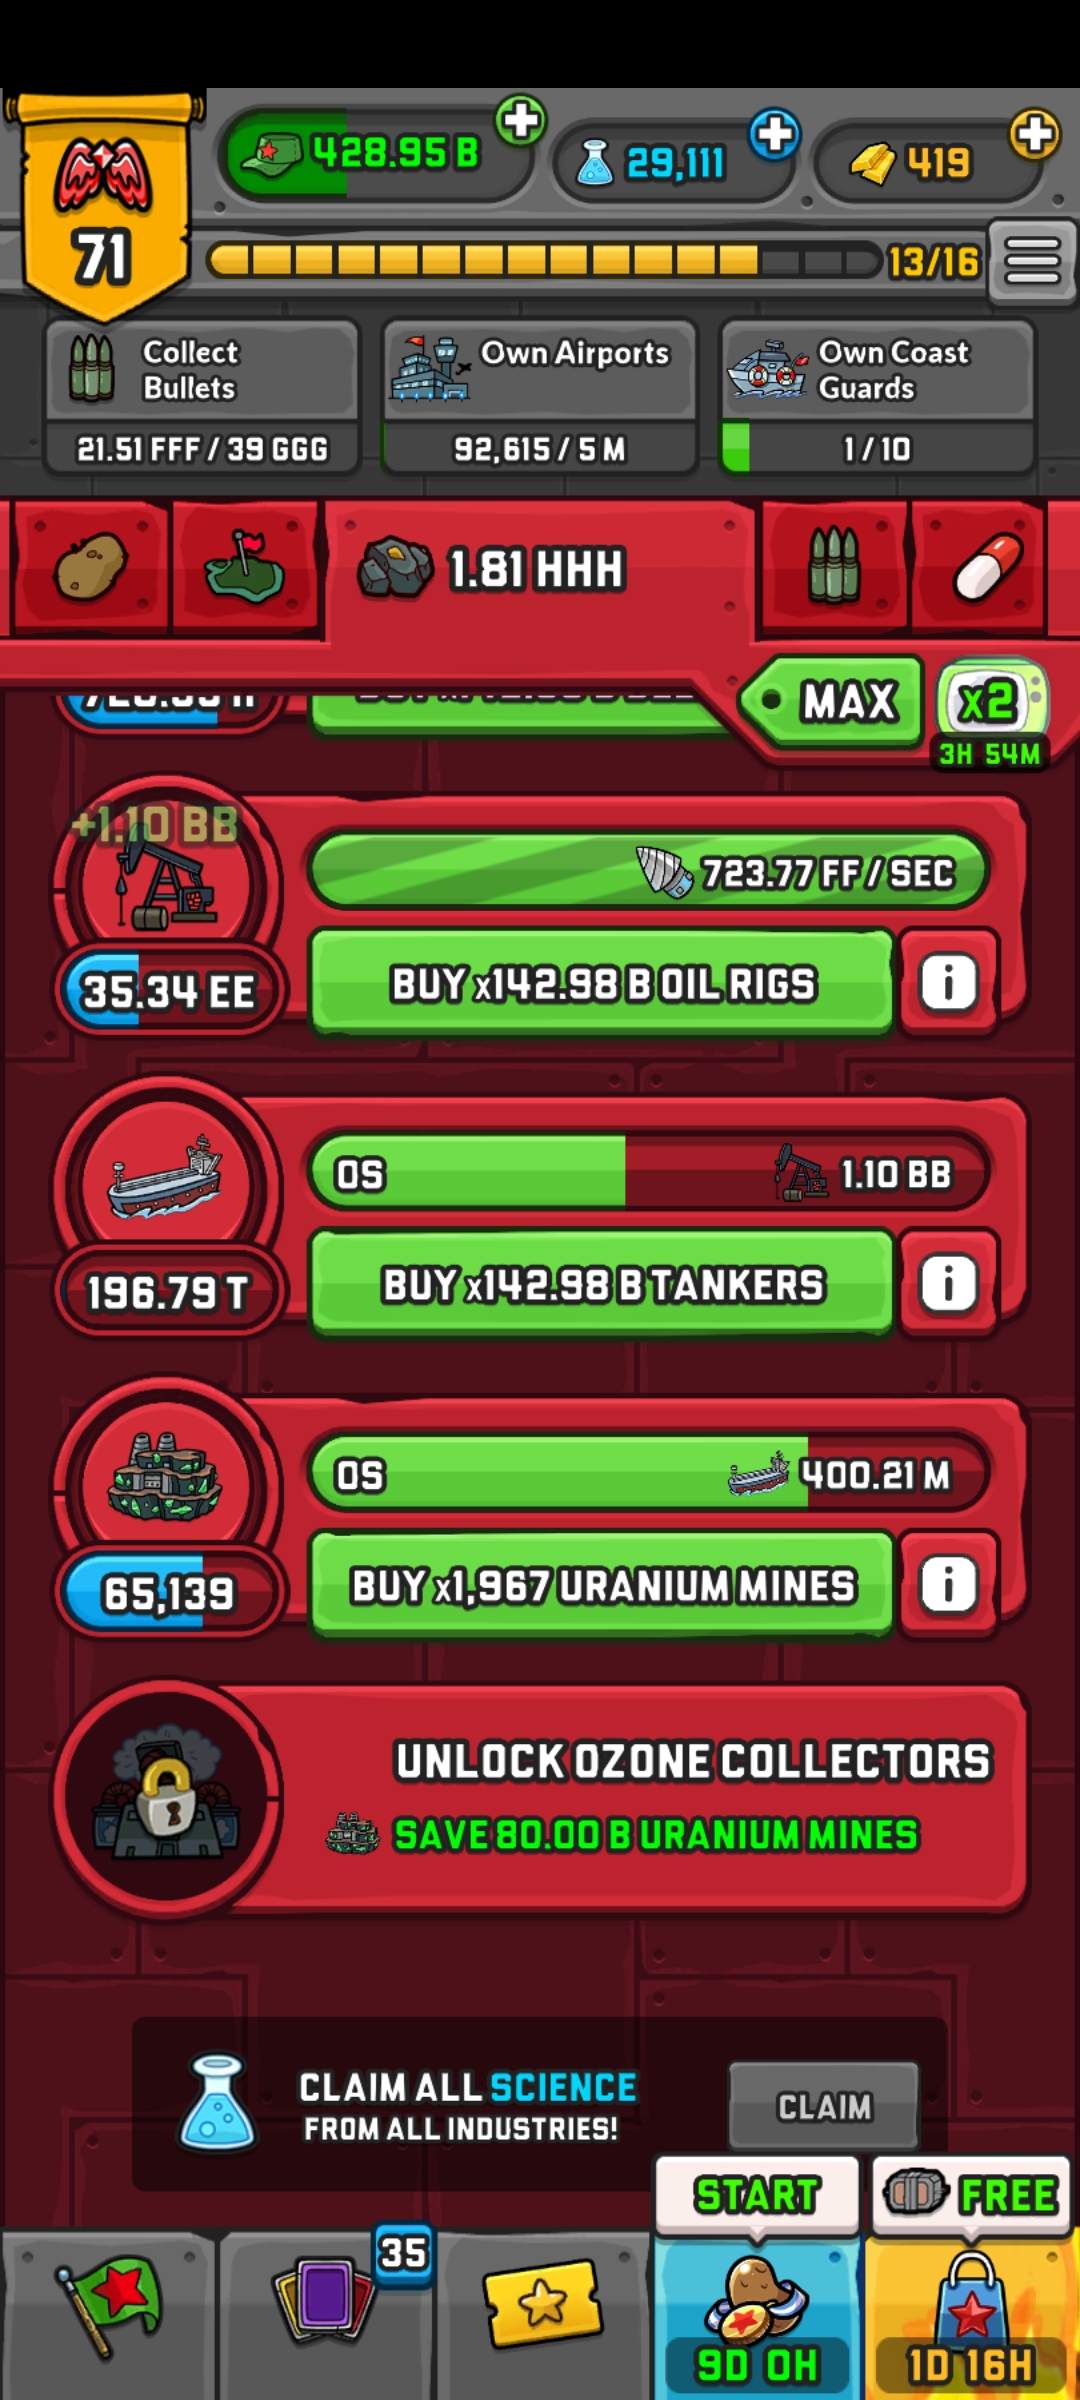 428.95 B
29,111
419
71
13/16
Collect
Bullets
21.51 FFF / 39 GGG
Own Airports
92,615 / 5 M
Own Coast
Guards
1 / 10
1.81 HHH
MAX
x2
3H 54M
+1.10 BB
723.77 FF / SEC
35.34 EE
BUY x142.98 B OIL RIGS
i
0S
1.10 BB
196.79 T
BUY x142.98 B TANKERS
i
0S
400.21 M
65,139
BUY x1,967 URANIUM MINES
i
UNLOCK OZONE COLLECTORS
SAVE 80.00 B URANIUM MINES
CLAIM ALL SCIENCE
FROM ALL INDUSTRIES!
CLAIM
START
FREE
35
9D 0H
1D 16H